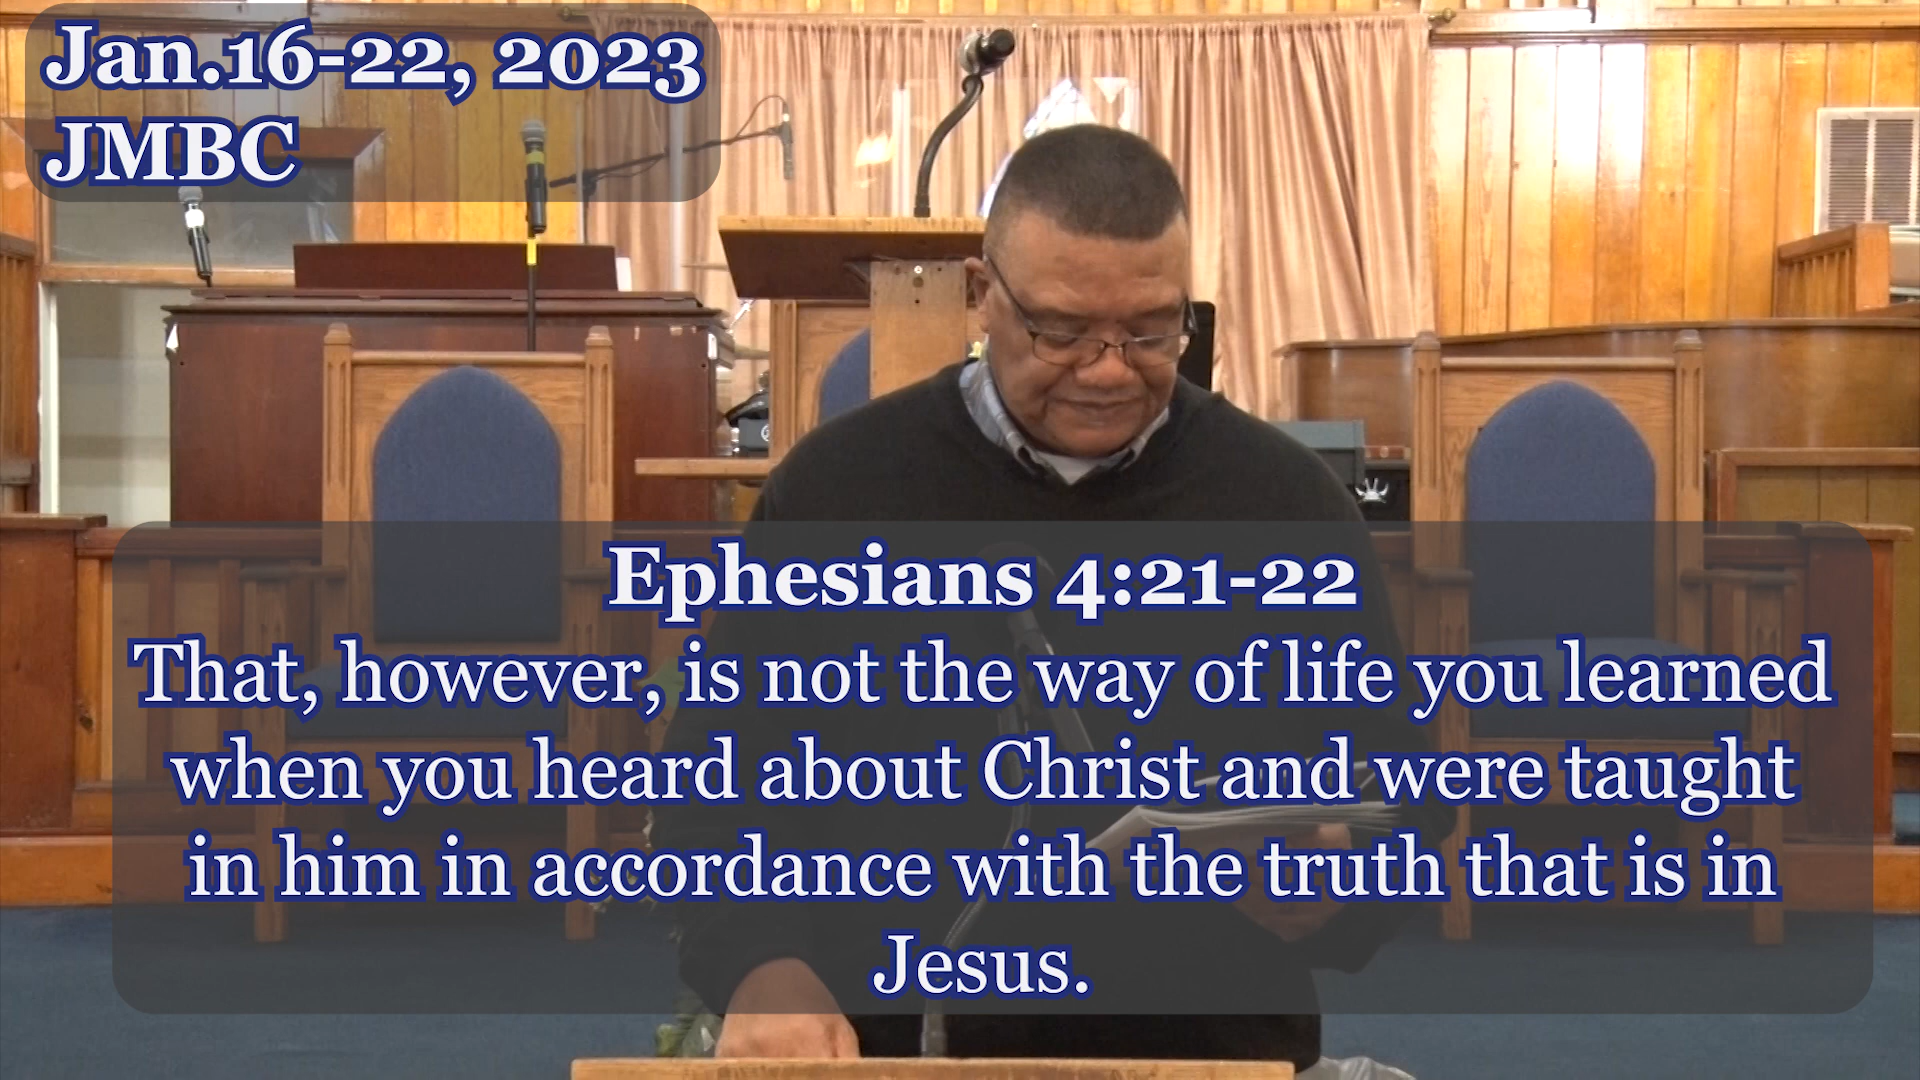 Jan.16-22, 2023
JMBC
Ephesians 4:21-22
That, however, is not the way of life you learned
when you heard about Christ and were taught
in him in accordance with the truth that is in
Jesus.